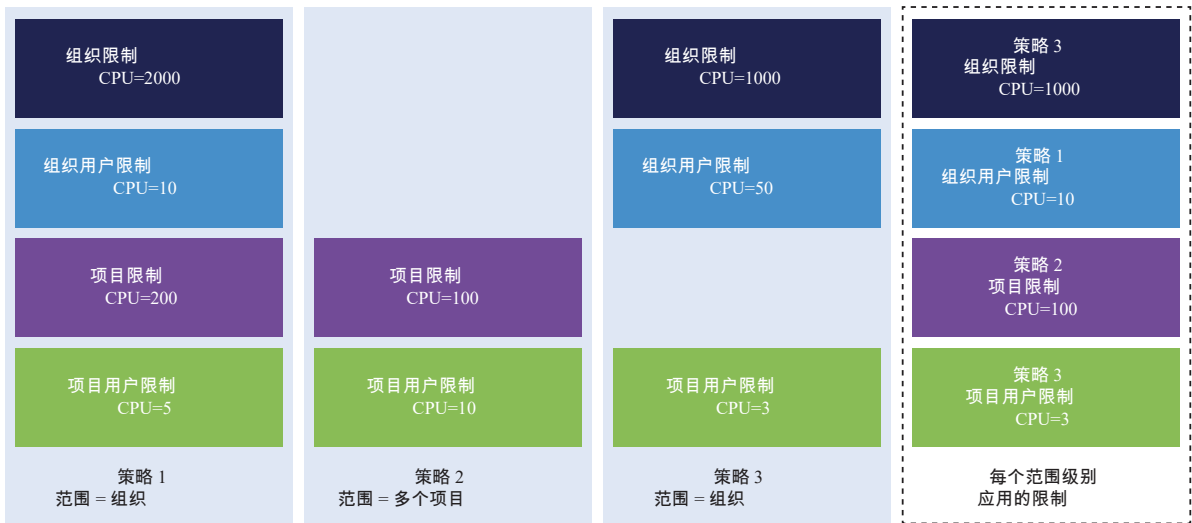 组织限制
CPU=2000
组织用户限制
CPU=10
项目限制
CPU=200
项目用户限制
CPU=5
策略 1
范围 = 组织
项目限制
CPU=100
项目用户限制
CPU=10
策略 2
范围 = 多个项目
组织限制
CPU=1000
组织用户限制
CPU=50
项目用户限制
CPU=3
策略 3
范围 = 组织
策略 3
组织限制
CPU=1000
策略 1
组织用户限制
CPU=10
策略 2
项目限制
CPU=100
策略 3
项目用户限制
CPU=3
每个范围级别
应用的限制